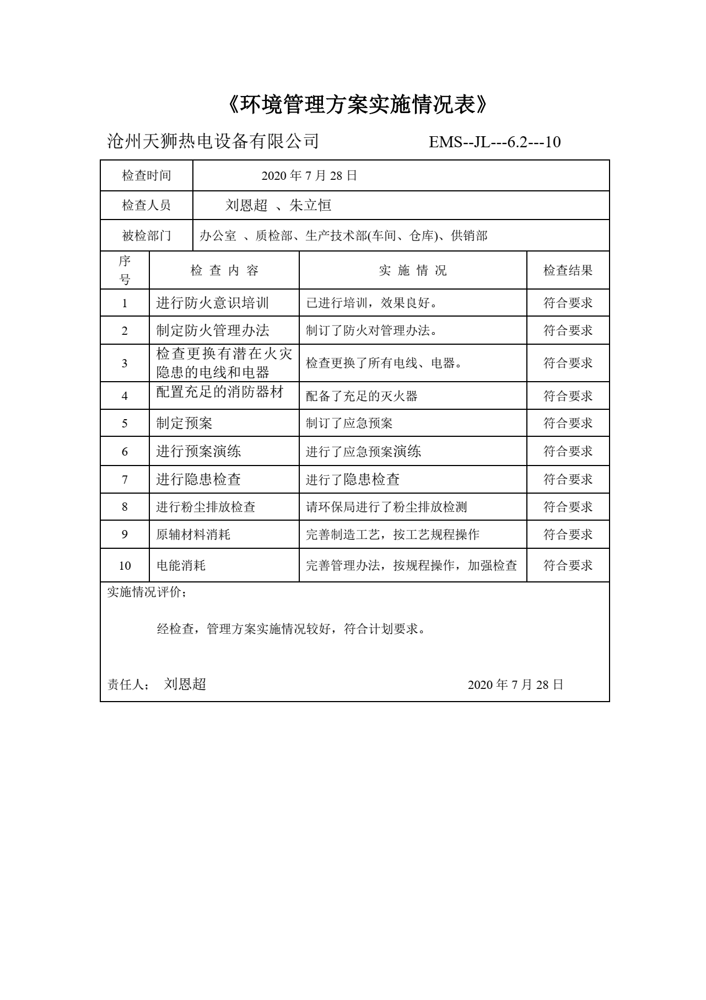 《环境管理方案实施情况表》
沧州天狮热电设备有限公司 EMS--JL---6.2---10
检查时间 2020 年 7 月 28 日
检查人员 刘恩超 、朱立恒
被检部门 办公室 、质检部、生产技术部(车间、仓库)、供销部
序
号 检 查 内 容 实 施 情 况 检查结果
1 进行防火意识培训 已进行培训，效果良好。 符合要求
2 制定防火管理办法 制订了防火对管理办法。 符合要求
3 检查更换有潜在火灾
隐患的电线和电器 检查更换了所有电线、电器。 符合要求
4 配置充足的消防器材 配备了充足的灭火器 符合要求
5 制定预案 制订了应急预案 符合要求
6 进行预案演练 进行了应急预案演练 符合要求
7 进行隐患检查 进行了隐患检查 符合要求
8 进行粉尘排放检查 请环保局进行了粉尘排放检测 符合要求
9 原辅材料消耗 完善制造工艺，按工艺规程操作 符合要求
10 电能消耗 完善管理办法，按规程操作，加强检查 符合要求
实施情况评价；
经检查，管理方案实施情况较好，符合计划要求。
责任人； 刘恩超 2020 年 7 月 28 日